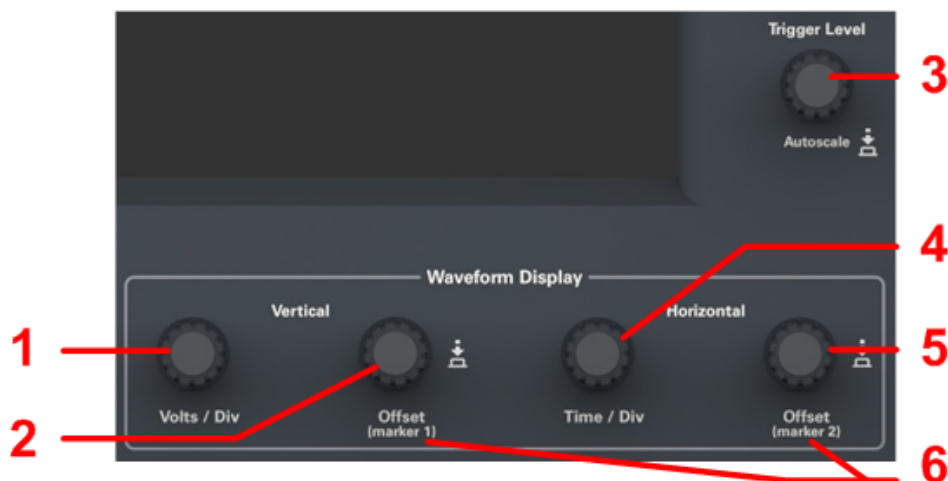 Trigger Level
3
Autoscale
4
Waveform Display
Vertical
Horizontal
1
5
Volts / Div
Offset
(marker 1)
Time / Div
Offset
(marker 2)
2
6